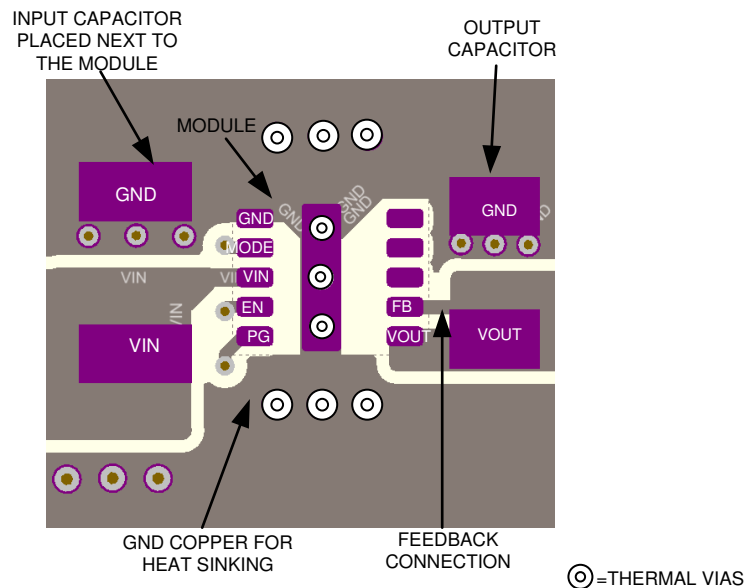 INPUT CAPACITOR
PLACED NEXT TO
THE MODULE
OUTPUT
CAPACITOR
MODULE
GND
GND
GND
GND
GND
GND
MODE
VIN
VIN
EN
FB
VIN
PG
VOUT
VIN
VOUT
GND COPPER FOR
HEAT SINKING
FEEDBACK
CONNECTION
=THERMAL VIAS